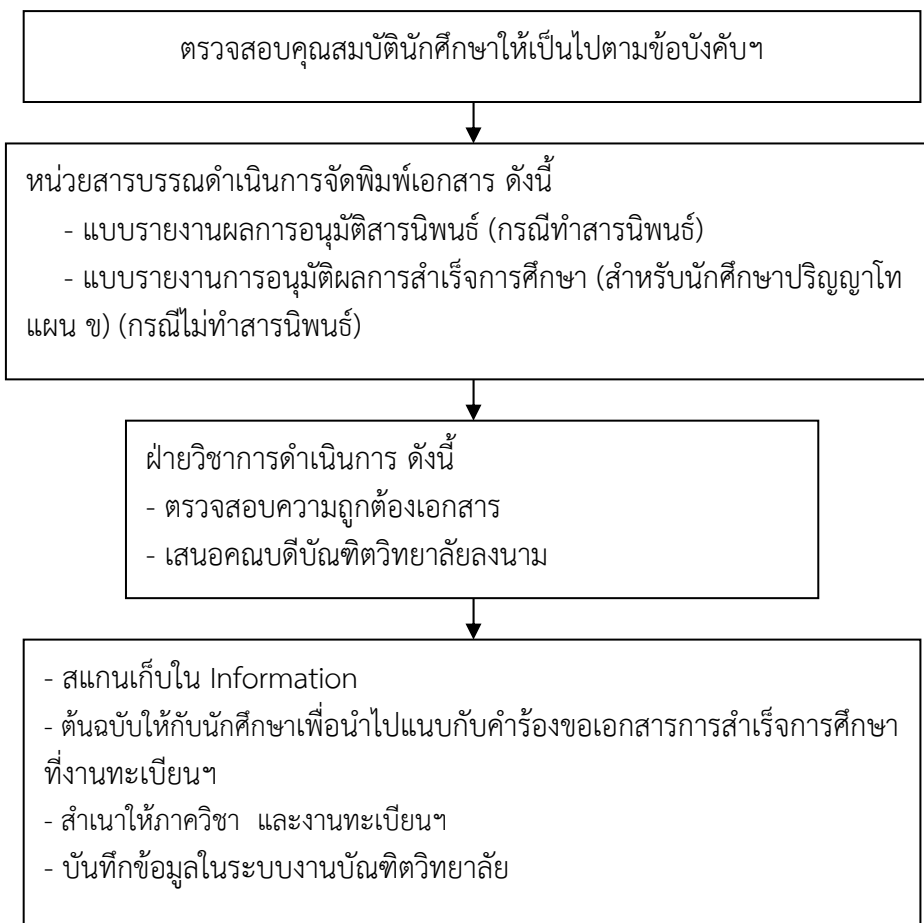 ตรวจสอบคุณสมบัตินักศึกษาให้เป็นไปตามข้อบังคับฯ
หน่วยสารบรรณดำเนินการจัดพิมพ์เอกสาร ดังนี้
- แบบรายงานผลการอนุมัติสารนิพนธ์ (กรณีทำสารนิพนธ์)
- แบบรายงานการอนุมัติผลการสำเร็จการศึกษา (สำหรับนักศึกษาปริญญาโท
แผน ข) (กรณีไม่ทำสารนิพนธ์)
ฝ่ายวิชาการดำเนินการ ดังนี้
- ตรวจสอบความถูกต้องเอกสาร
- เสนอคณบดีบัณฑิตวิทยาลัยลงนาม
- สแกนเก็บใน Information
- ต้นฉบับให้กับนักศึกษาเพื่อนำไปแนบกับคำร้องขอเอกสารการสำเร็จการศึกษา
ที่งานทะเบียนฯ
- สำเนาให้ภาควิชา และงานทะเบียนฯ
- บันทึกข้อมูลในระบบงานบัณฑิตวิทยาลัย